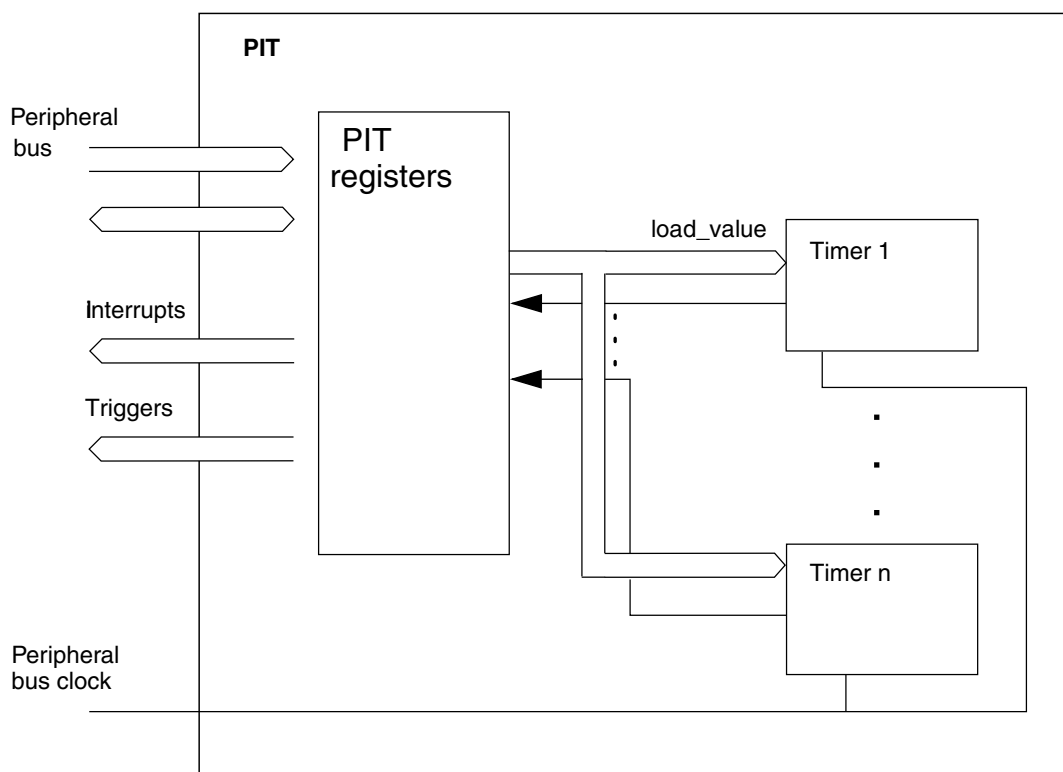 PIT
Peripheral
bus
PIT
registers
load_value
Timer 1
Interrupts
Triggers
Timer n
Peripheral
bus clock